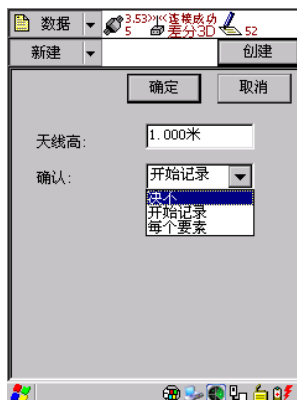 数据 3.53 连接成功
5 差分3D 52
新建 创建
确定 取消
天线高: 1.000米
确认: 开始记录
决不
开始记录
每个要素